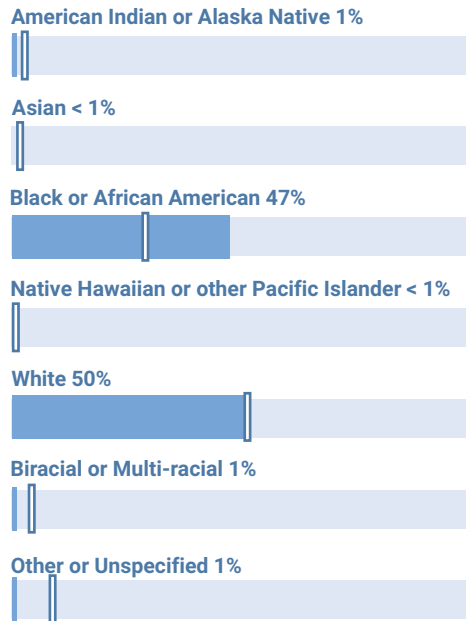 American Indian or Alaska Native 1%
Asian < 1%
Black or African American 47%
Native Hawaiian or other Pacific Islander < 1%
White 50%
Biracial or Multi-racial 1%
Other or Unspecified 1%